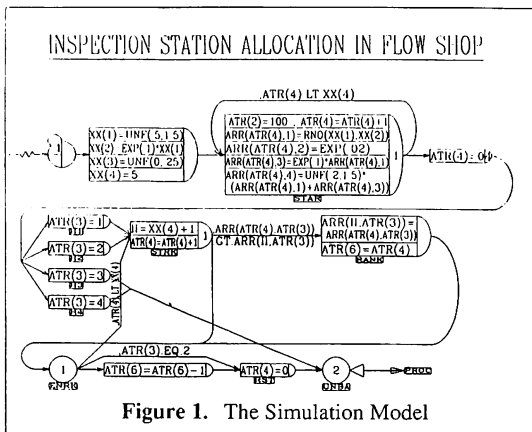 INSPECTION STATION ALLOCATION IN FLOW SHOP
ATR(4).LT.XX(4)
XX(1)=UNF(.5,1.5)
XX(2)=EXP(.1)*XX(1)
XX(3)=UNF(0,.25)
XX(4)=5
ATR(2)=100, ATR(4)=ATR(4)+1
ARR(ATR(4),1)=RNO(XX(1),XX(2))
ARR(ATR(4),2)=EXP(.02)
ARR(ATR(4),3)=EXP(.1)*ARR(ATR(4),1)
ARR(ATR(4),4)=UNF(.2,1.5)*
(ARR(ATR(4),1)+ARR(ATR(4),3))
1
STAR
ATR(4)=0
ATR(3)=1
ATR(3)=2
ATR(3)=3
ATR(3)=4
ATR(4).LT.XX(4)
II=XX(4)+1
ATR(4)=ATR(4)+1
1
ARR(ATR(4),ATR(3))
.GT.ARR(II,ATR(3))
ARR(II,ATR(3))=
ARR(ATR(4),ATR(3))
ATR(6)=ATR(4)
RANK
ATR(3).EQ.2
1
ATR(6)=ATR(6)-1
ATR(4)=0
RST
2
PROC
Figure 1. The Simulation Model